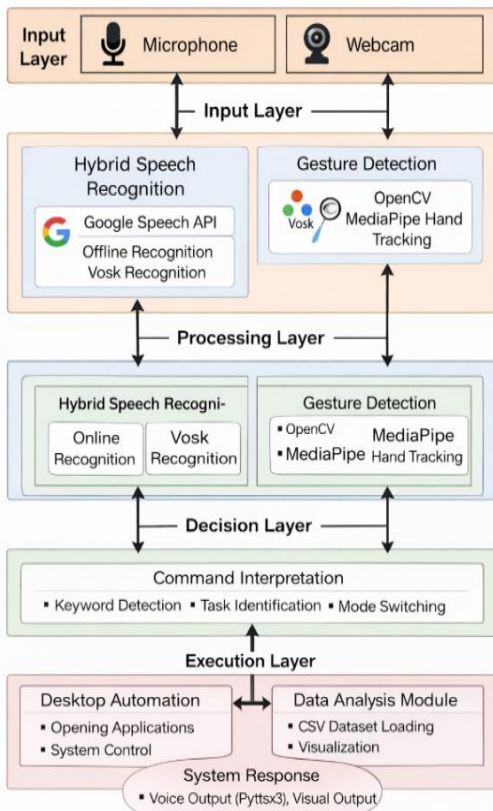 Input
Layer
Microphone
Webcam
Input Layer
Hybrid Speech
Recognition
Google Speech API
Offline Recognition
Vosk Recognition
Gesture Detection
Vosk
OpenCV
MediaPipe Hand
Tracking
Processing Layer
Hybrid Speech Recogni-
Online
Recognition
Vosk
Recognition
Gesture Detection
▪ OpenCV
▪ MediaPipe
MediaPipe
Hand Tracking
Decision Layer
Command Interpretation
▪ Keyword Detection ▪ Task Identification ▪ Mode Switching
Execution Layer
Desktop Automation
▪ Opening Applications
▪ System Control
Data Analysis Module
▪ CSV Dataset Loading
▪ Visualization
System Response
▪ Voice Output (Pyttsx3), Visual Output